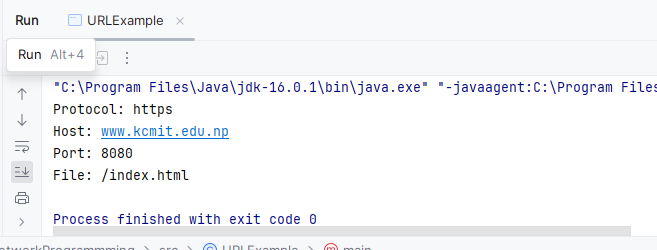 Run URLExample
Run Alt+4
"C:\Program Files\Java\jdk-16.0.1\bin\java.exe" "-javaagent:C:\Program Files
Protocol: https
Host: www.kcmit.edu.np
Port: 8080
File: /index.html
Process finished with exit code 0
etworkProgrammming > src > URLExample > main